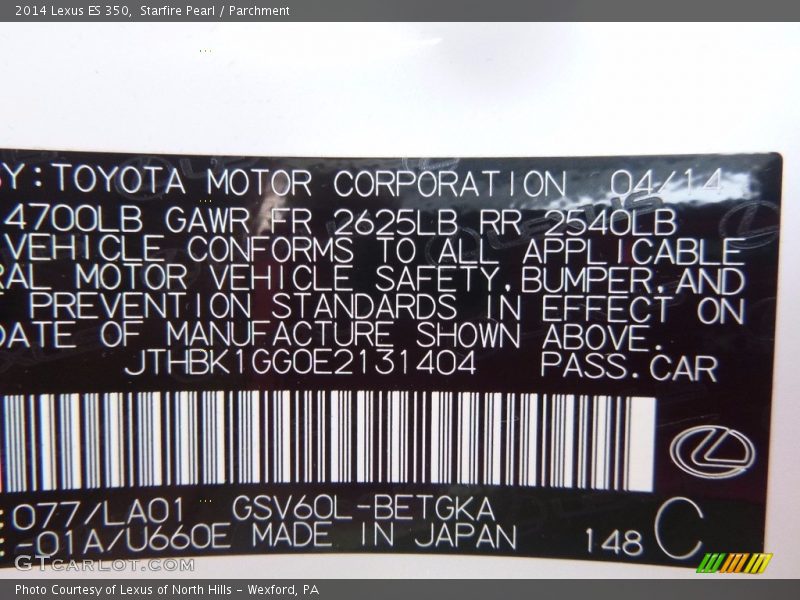 2014 Lexus ES 350, Starfire Pearl / Parchment
BY:TOYOTA MOTOR CORPORATION 04/14
4700LB GAWR FR 2625LB RR 2540LB
VEHICLE CONFORMS TO ALL APPLICABLE
RAL MOTOR VEHICLE SAFETY,BUMPER,AND
PREVENTION STANDARDS IN EFFECT ON
DATE OF MANUFACTURE SHOWN ABOVE.
JTHBK1GG0E2131404 PASS.CAR
077/LA01 GSV60L-BETGKA
-01A/U660E MADE IN JAPAN 148 C
GTCarLot.com
Photo Courtesy of Lexus of North Hills - Wexford, PA